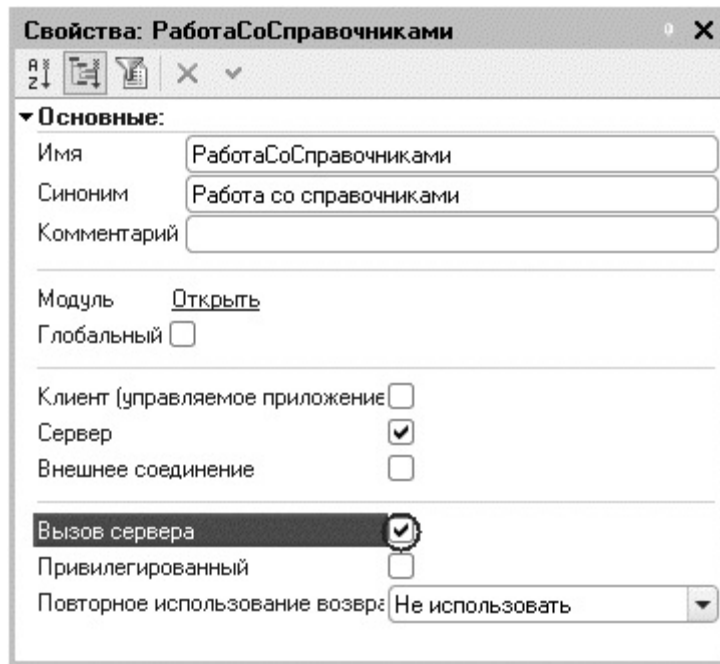 Свойства: РаботаСоСправочниками
Основные:
Имя РаботаСоСправочниками
Синоним Работа со справочниками
Комментарий
Модуль Открыть
Глобальный
Клиент (управляемое приложение
Сервер
Внешнее соединение
Вызов сервера
Привилегированный
Повторное использование возвра Не использовать